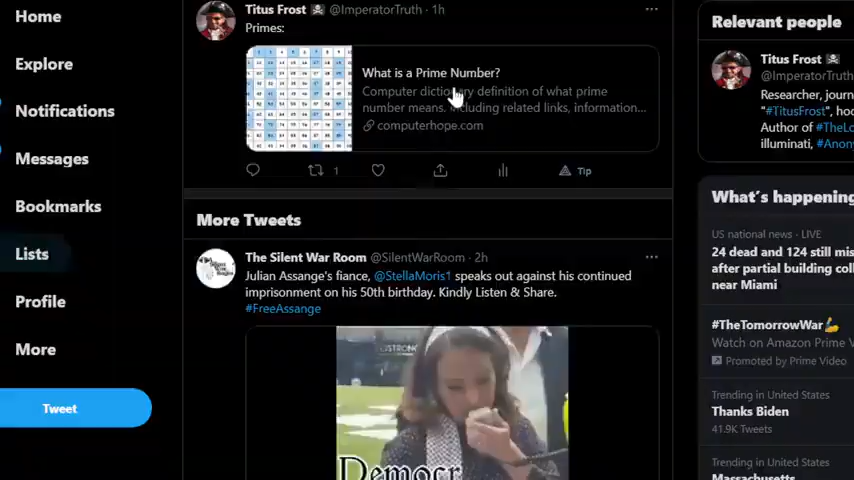 Home
Explore
Notifications
Messages
Bookmarks
Lists
Profile
More
Tweet
Titus Frost @ImperatorTruth · 1h
Primes:
What is a Prime Number?
Computer dictionary definition of what prime
number means. Including related links, information...
computerhope.com
1
Tip
More Tweets
The Silent War Room @SilentWarRoom · 2h
Julian Assange's fiance, @StellaMoris1 speaks out against his continued
imprisonment on his 50th birthday. Kindly Listen & Share.
#FreeAssange
Democr
Relevant people
Titus Frost
@ImperatorTruth
Researcher, journ
"#TitusFrost", hoc
Author of #TheLo
illuminati, #Anony
What's happening
US national news · LIVE
24 dead and 124 still mis
after partial building coll
near Miami
#TheTomorrowWar
Watch on Amazon Prime V
Promoted by Prime Video
Trending in United States
Thanks Biden
41.9K Tweets
Trending in United States
Massachusetts